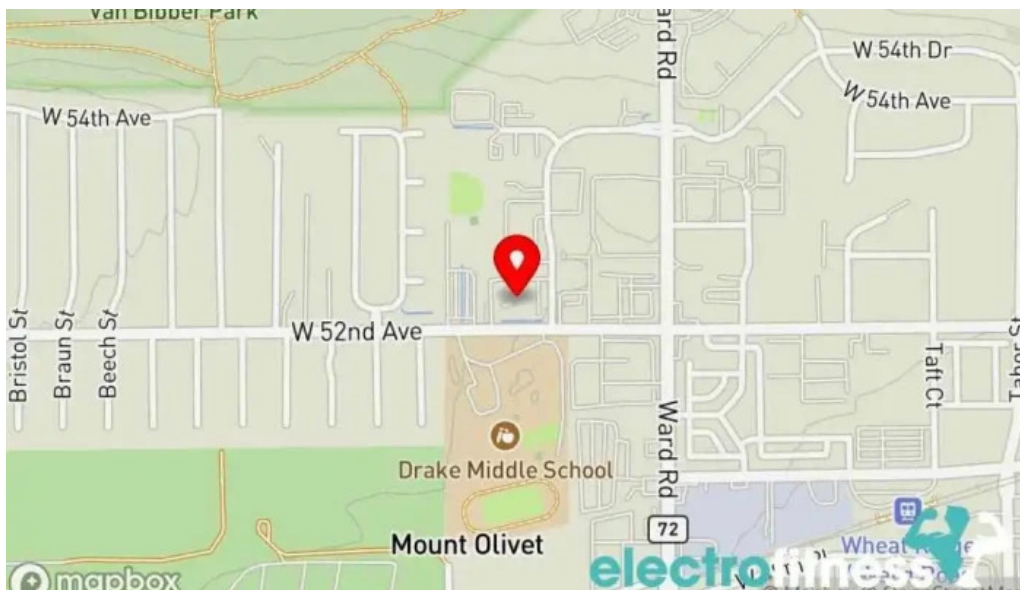 Van Bibber Park
W 54th Ave
Ward Rd
W 54th Dr
W 54th Ave
Bristol St
Braun St
Beech St
W 52nd Ave
Taft Ct
Tabor St
Drake Middle School
Ward Rd
72
Mount Olivet
Wheat Ridge
electrofitness
mapbox